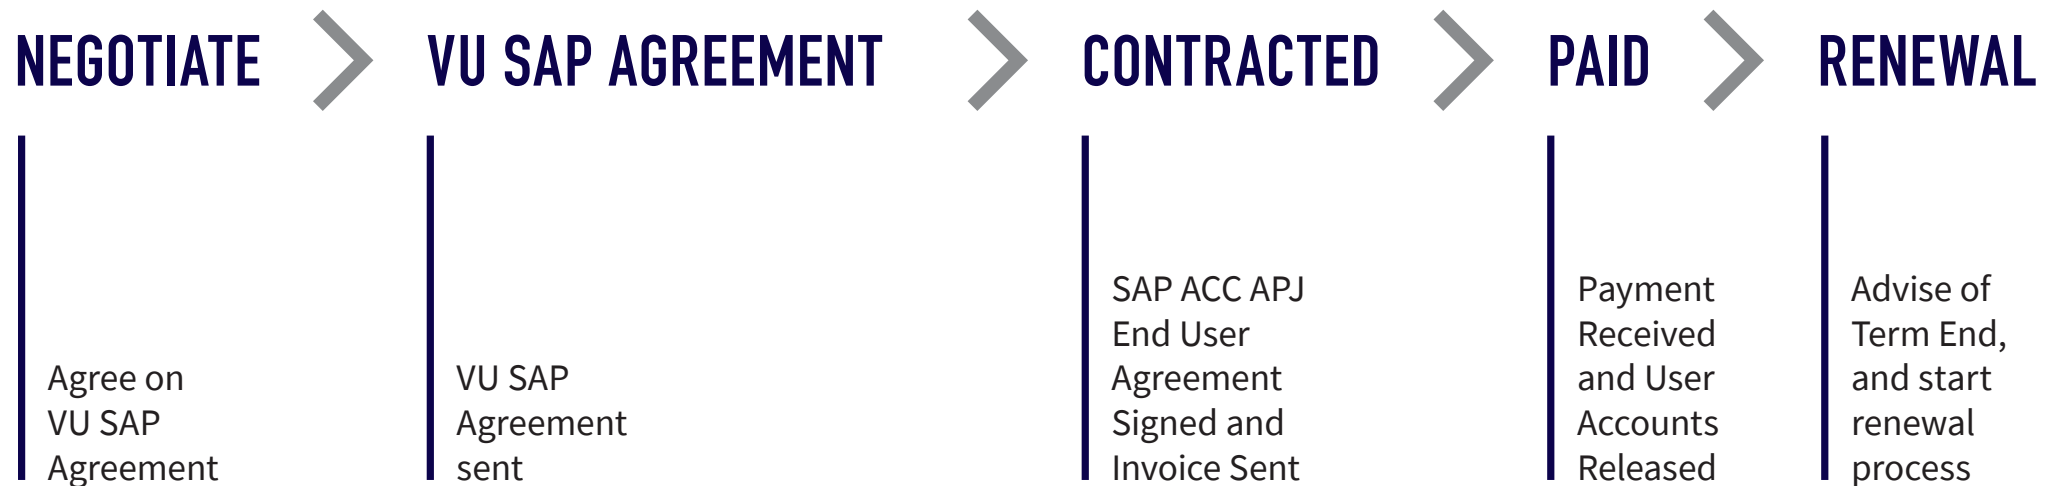 NEGOTIATE
VU SAP AGREEMENT
CONTRACTED
PAID
RENEWAL
Agree on
VU SAP
Agreement
VU SAP
Agreement
sent
SAP ACC APJ
End User
Agreement
Signed and
Invoice Sent
Payment
Received
and User
Accounts
Released
Advise of
Term End,
and start
renewal
process